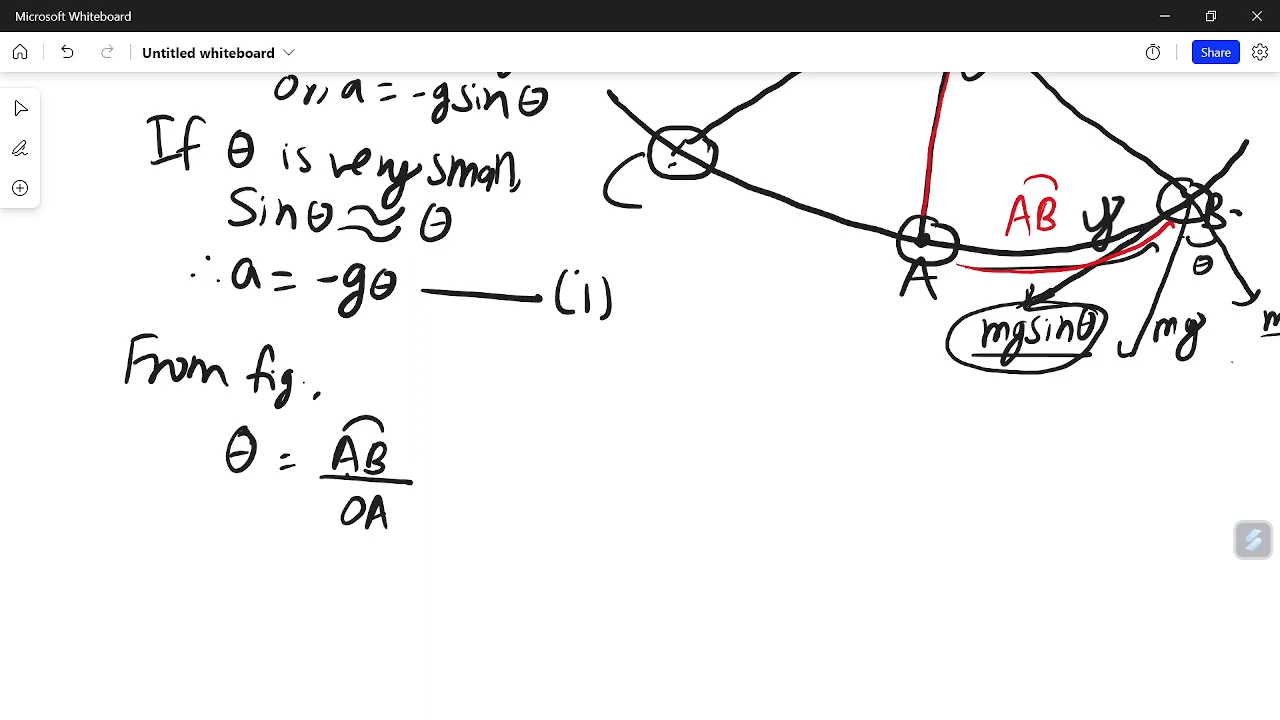 Microsoft Whiteboard
Untitled whiteboard
Share
or, a = -gsinθ
If θ is very small,
Sinθ ≈ θ
∴ a = -gθ —— (i)
From fig.,
θ = AB
OA
AB
y
B
A
θ
mgsinθ
mg
m